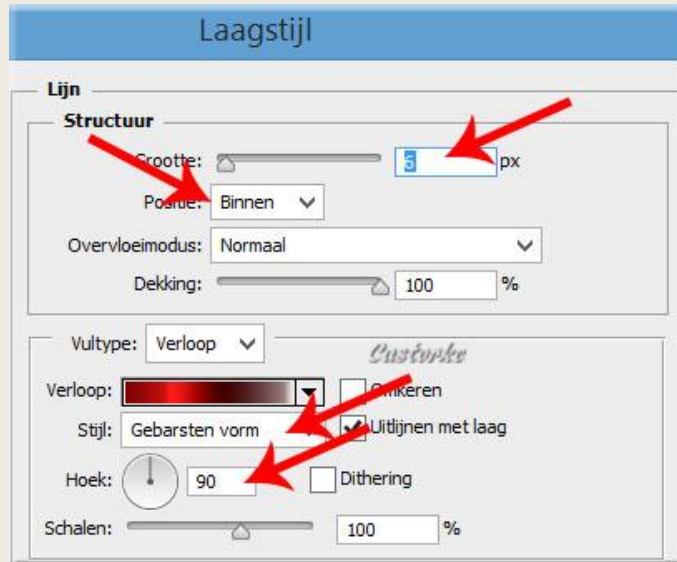 Laagstijl
Lijn
Structuur
Grootte: 6 px
Positie: Binnen
Overvloeimodus: Normaal
Dekking: 100 %
Vultype: Verloop
Custorke
Verloop: Omkeren
Stijl: Gebarsten vorm Uitlijnen met laag
Hoek: 90 Dithering
Schalen: 100 %